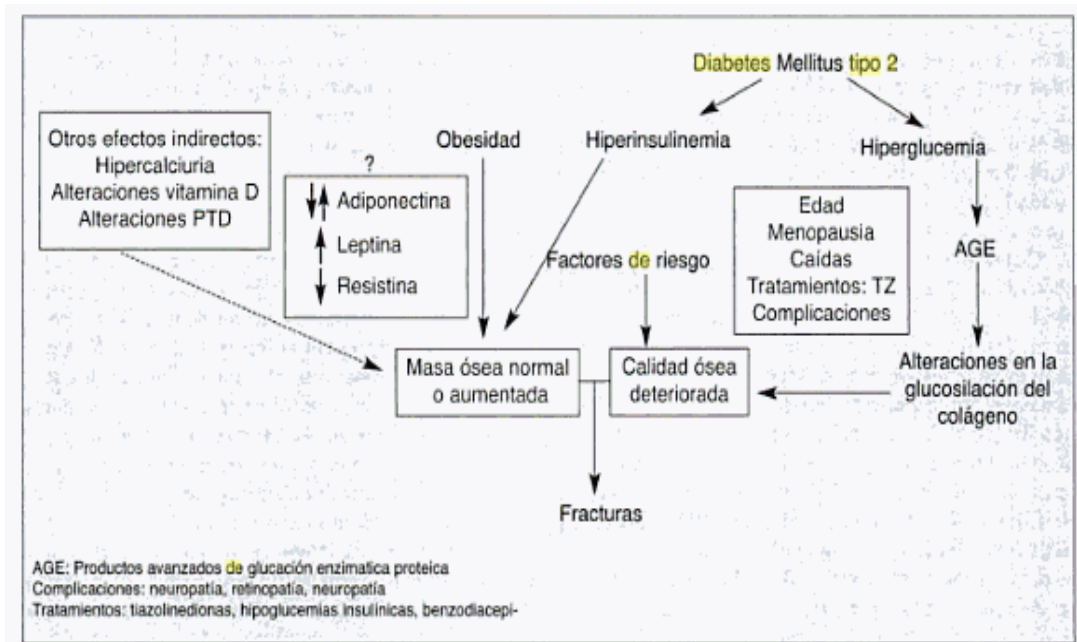 Diabetes Mellitus tipo 2
Otros efectos indirectos:
Hipercalciuria
Alteraciones vitamina D
Alteraciones PTD
?
Adiponectina
Leptina
Resistina
Obesidad
Hiperinsulinemia
Hiperglucemia
Factores de riesgo
Edad
Menopausia
Caídas
Tratamientos: TZ
Complicaciones
AGE
Masa ósea normal
o aumentada
Calidad ósea
deteriorada
Alteraciones en la
glucosilación del
colágeno
Fracturas
AGE: Productos avanzados de glucación enzimatica proteica
Complicaciones: neuropatía, retinopatía, neuropatía
Tratamientos: tiazolinedionas, hipoglucemias insulínicas, benzodiacepi-